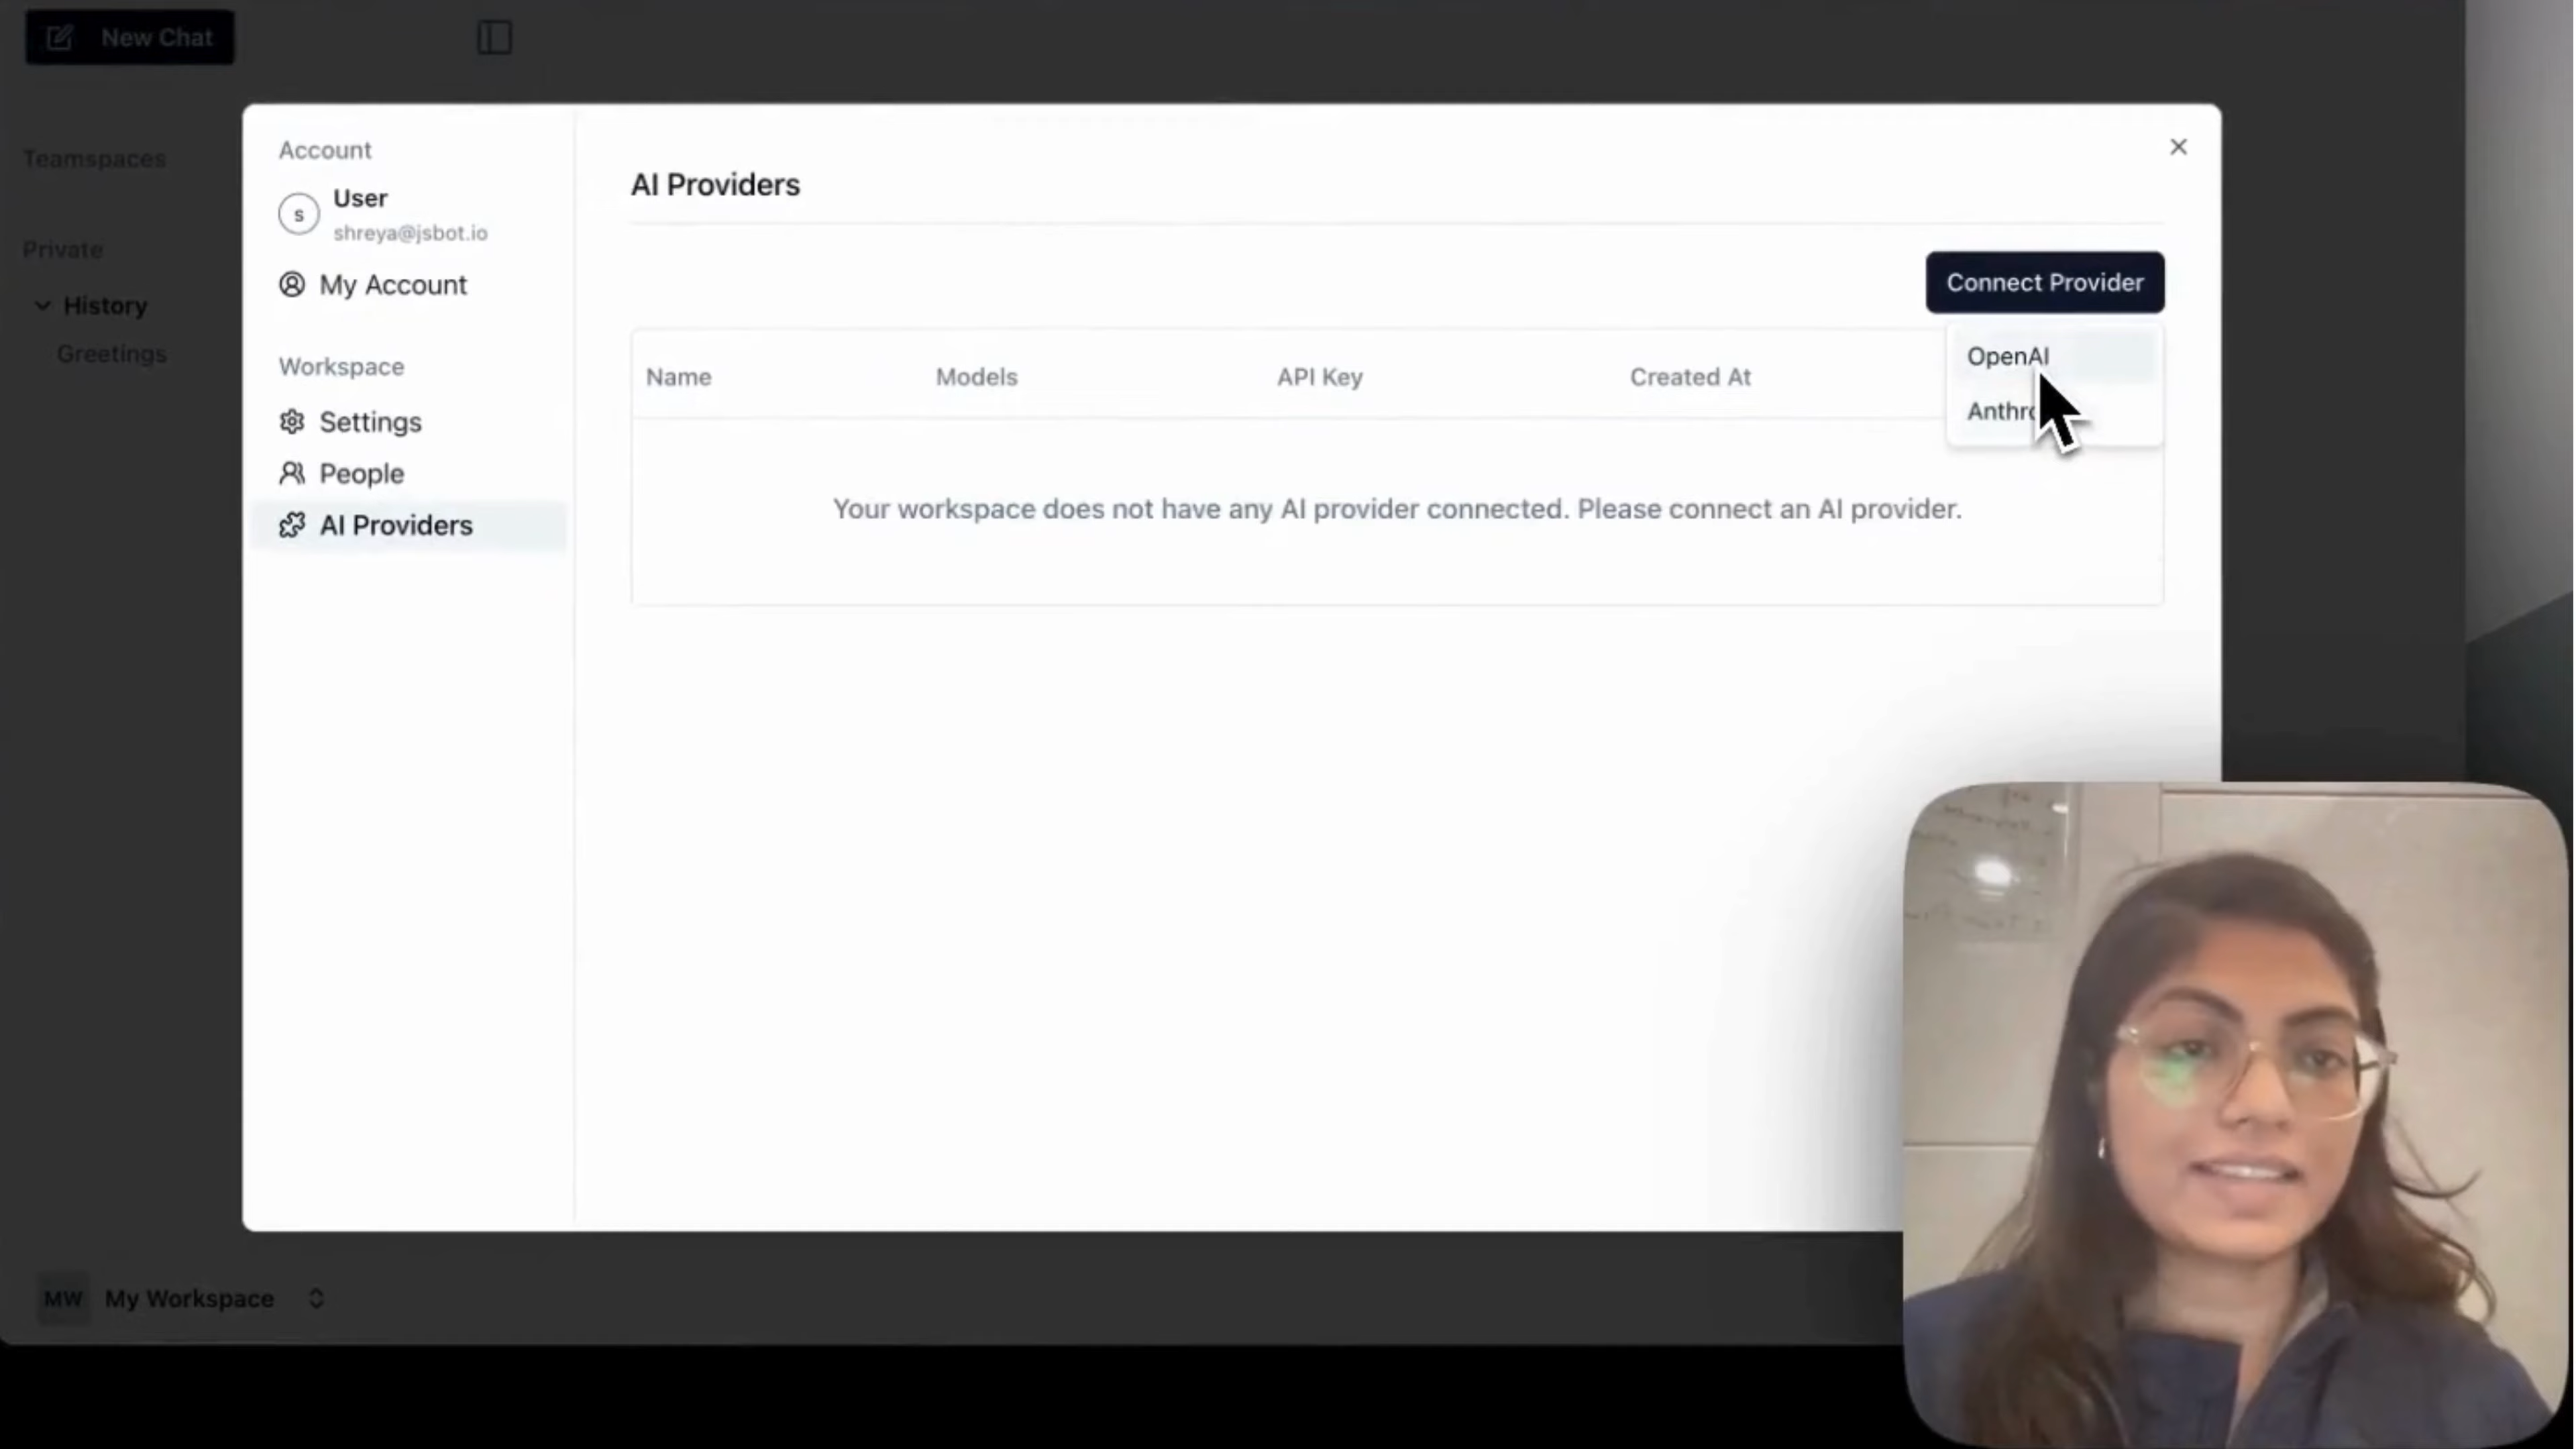 New Chat
Teamspaces
Private
History
Greetings
Account
s
User
shreya@jsbot.io
My Account
Workspace
Settings
People
AI Providers
AI Providers
Connect Provider
OpenAI
Name
Models
API Key
Created At
Your workspace does not have any AI provider connected. Please connect an AI provider.
MW
My Workspace